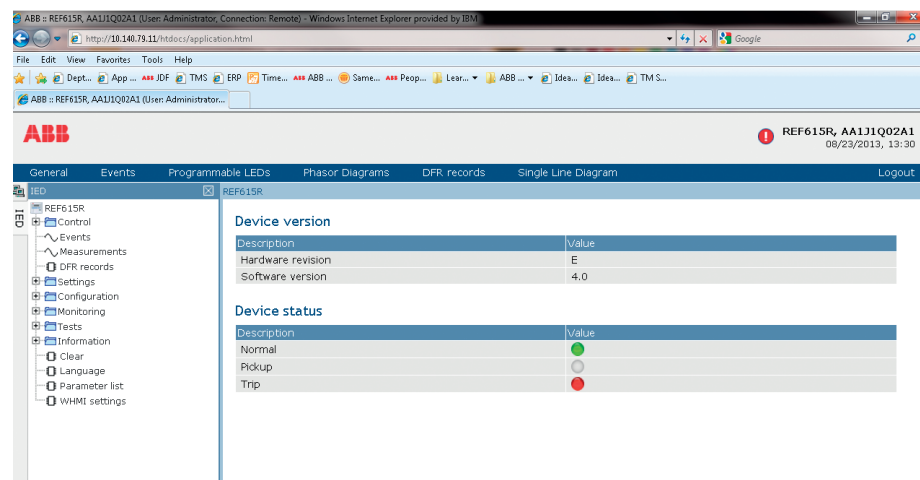 ABB :: REF615R, AA1J1Q02A1 (User: Administrator, Connection: Remote) - Windows Internet Explorer provided by IBM
http://10.140.79.11/htdocs/application.html
Google
File Edit View Favorites Tools Help
Dept... App ... ABB JDF TMS ERP Time... ABB ABB ... Same... ABB Peop... Lear... ABB ... Idea... Idea... TM S...
ABB :: REF615R, AA1J1Q02A1 (User: Administrator...
ABB
REF615R, AA1J1Q02A1
08/23/2013, 13:30
General Events Programmable LEDs Phasor Diagrams DFR records Single Line Diagram Logout
IED
IED
REF615R
REF615R
Control
Events
Measurements
DFR records
Settings
Configuration
Monitoring
Tests
Information
Clear
Language
Parameter list
WHMI settings
Device version
Description Value
Hardware revision E
Software version 4.0
Device status
Description Value
Normal
Pickup
Trip